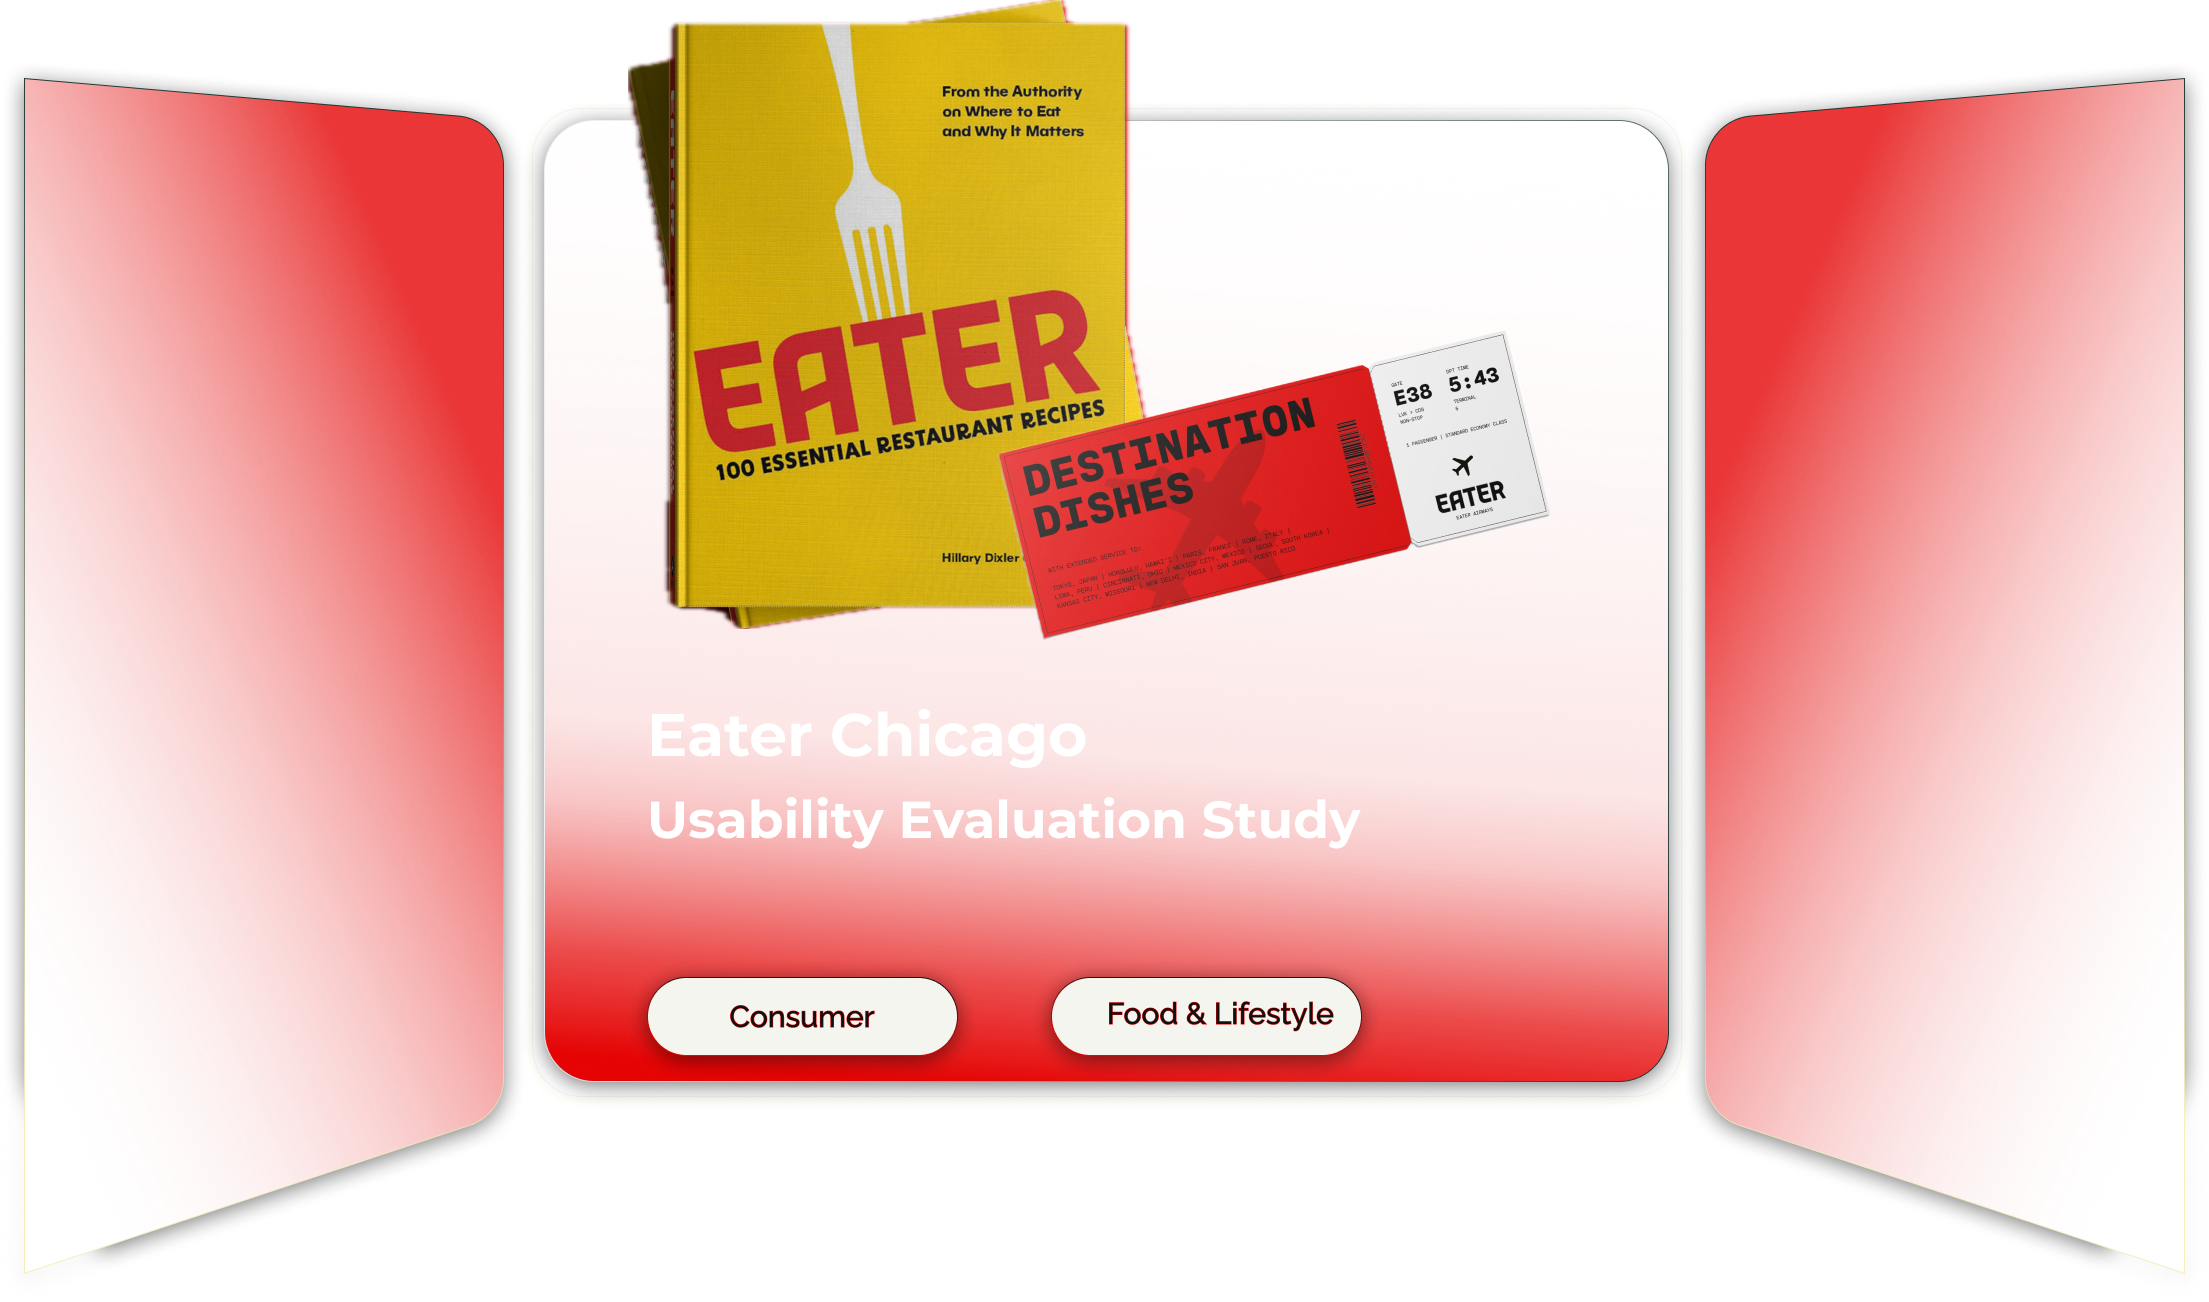 From the Authority
on Where to Eat
and Why It Matters
EATER
100 ESSENTIAL RESTAURANT RECIPES
Hillary Dixler
DESTINATION
DISHES
WITH EXTENDED SERVICE TO:
TOKYO, JAPAN | HONOLULU, HAWAI'I | PARIS, FRANCE | ROME, ITALY |
LIMA, PERU | CINCINNATI, OHIO | MEXICO CITY, MEXICO | SEOUL, SOUTH KOREA |
KANSAS CITY, MISSOURI | NEW DELHI, INDIA | SAN JUAN, PUERTO RICO
GATE
E38
DPT TIME
5:43
NON-STOP
TERMINAL
1 PASSENGER | STANDARD ECONOMY CLASS
EATER
EATER AIRWAYS
Eater Chicago
Usability Evaluation Study
Consumer
Food & Lifestyle